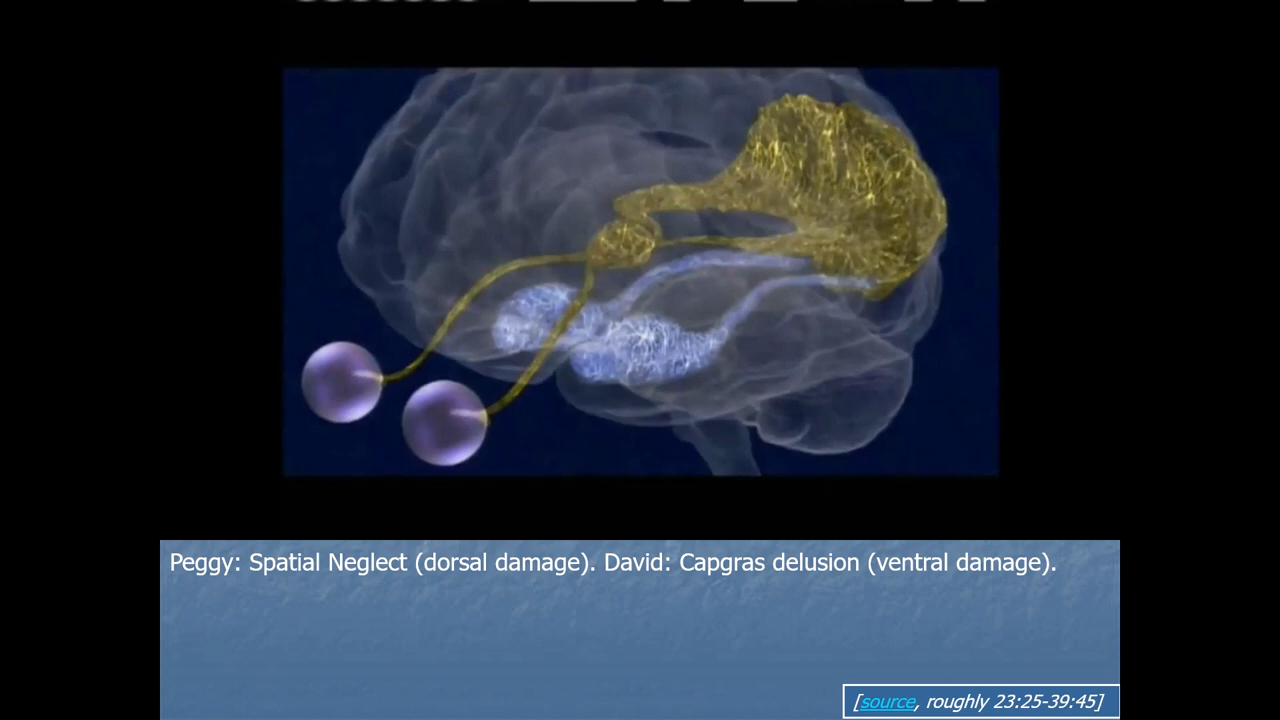 Peggy: Spatial Neglect (dorsal damage). David: Capgras delusion (ventral damage).
[source, roughly 23:25-39:45]